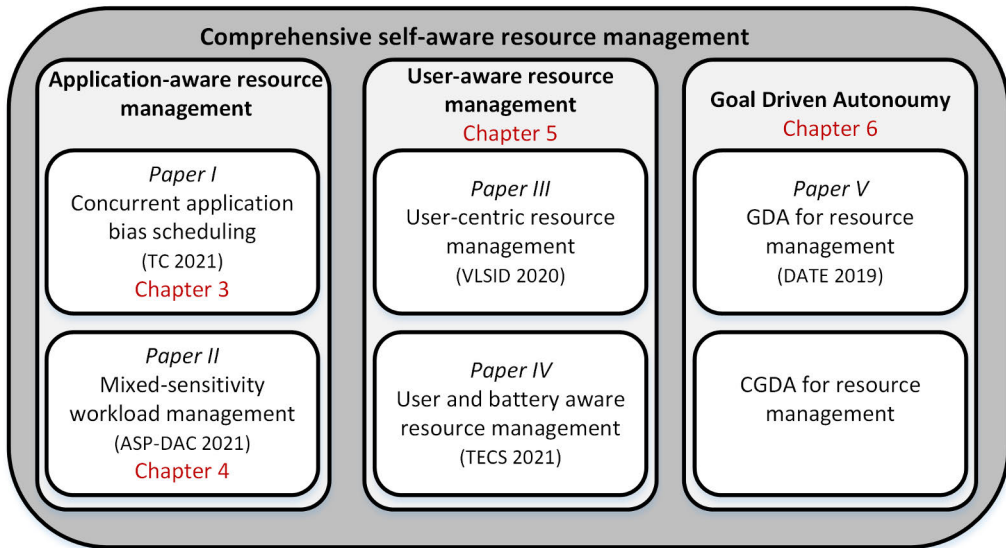 Comprehensive self-aware resource management
Application-aware resource
management
Paper I
Concurrent application
bias scheduling
(TC 2021)
Chapter 3
Paper II
Mixed-sensitivity
workload management
(ASP-DAC 2021)
Chapter 4
User-aware resource
management
Chapter 5
Paper III
User-centric resource
management
(VLSID 2020)
Paper IV
User and battery aware
resource management
(TECS 2021)
Goal Driven Autonoumy
Chapter 6
Paper V
GDA for resource
management
(DATE 2019)
CGDA for resource
management